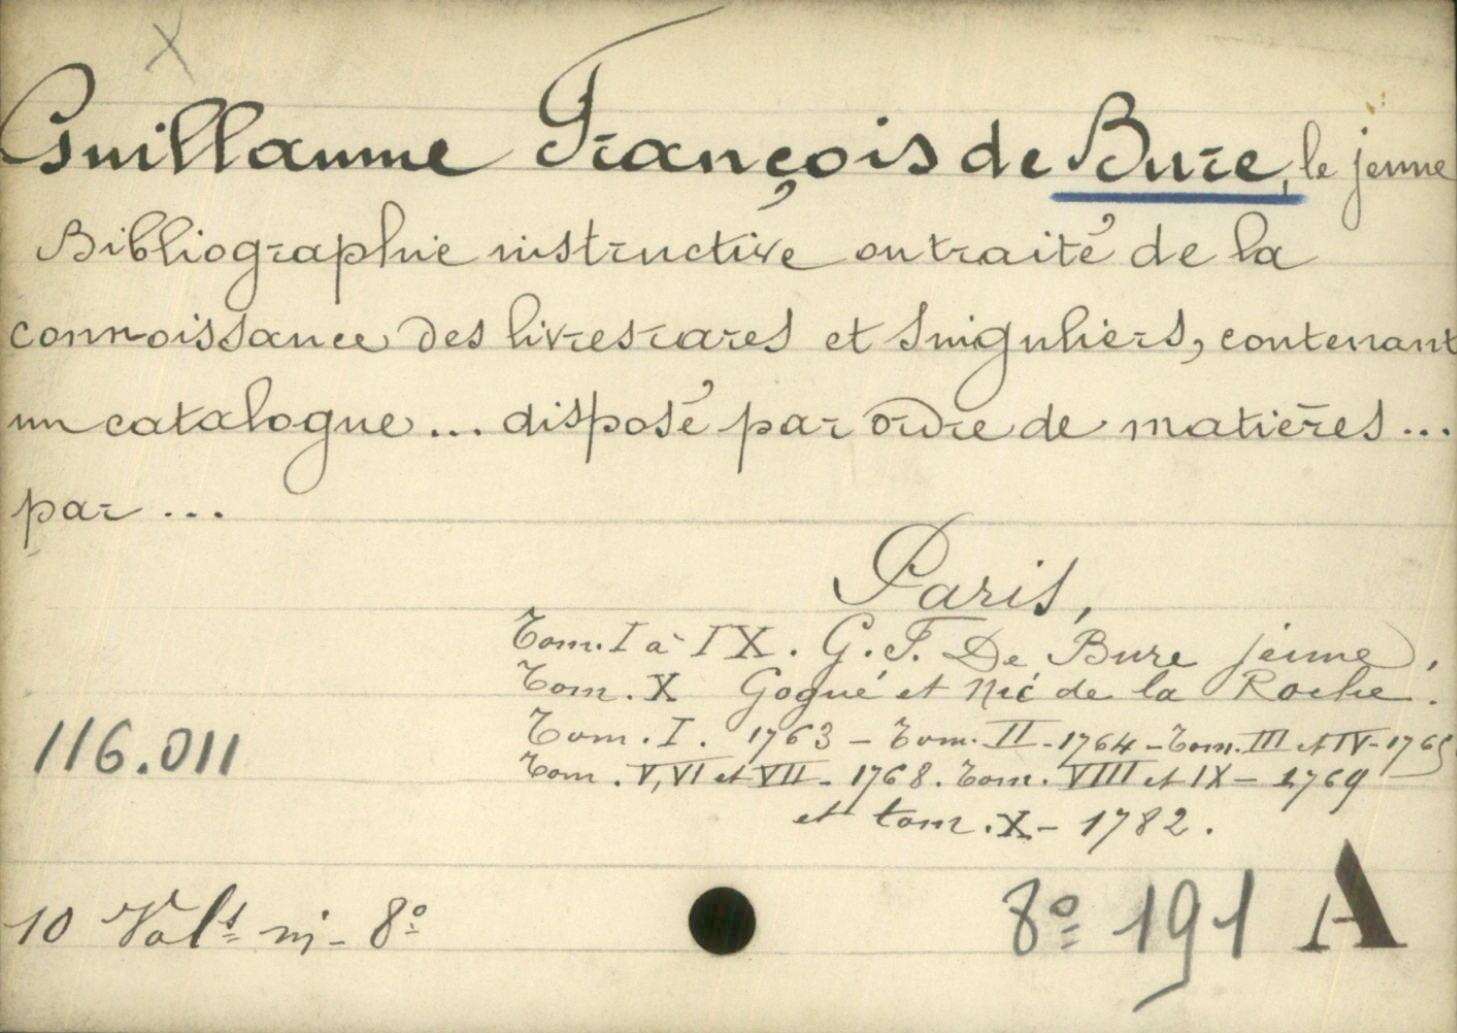 X
Guillaume François de Bure, le jeune
Bibliographie instructive ou traité de la
connoissance des livres rares et singuliers, contenant
un catalogue... disposé par ordre de matières...
par ...
Paris,
Tom. I à IX. G. F. De Bure jeune,
Tom. X Gogué et Née de la Roche.
Tom. I. 1763 - Tom. II - 1764 - Tom. III et IV - 1765
Tom. V, VI et VII - 1768. Tom. VIII et IX - 1769
et tom. X - 1782.
116.011
10 Vols in-8º
8º 191 A